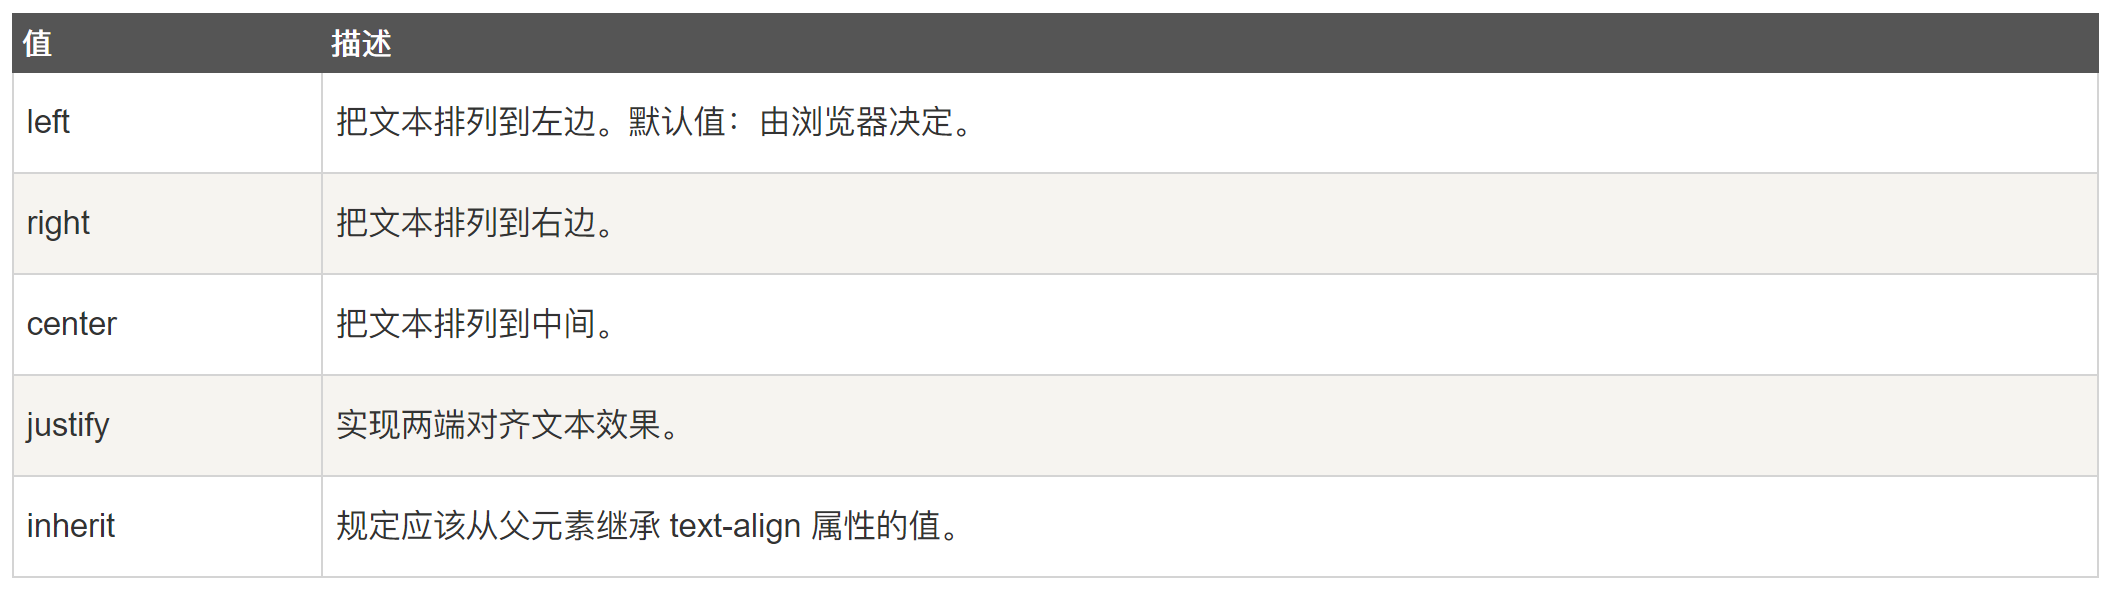 值 描述
left 把文本排列到左边。默认值：由浏览器决定。
right 把文本排列到右边。
center 把文本排列到中间。
justify 实现两端对齐文本效果。
inherit 规定应该从父元素继承 text-align 属性的值。